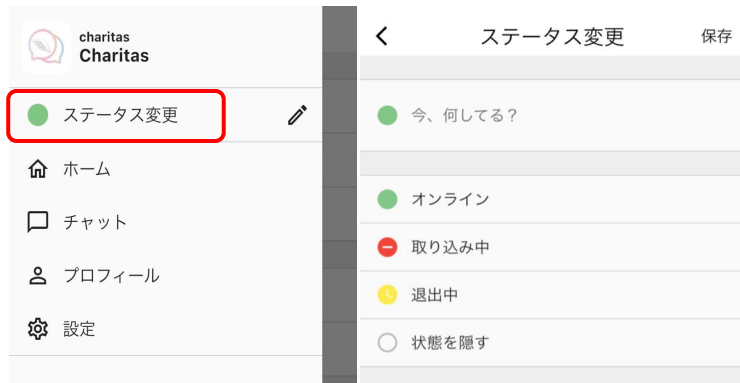 charitas
Charitas
ステータス変更
ホーム
チャット
プロフィール
設定
ステータス変更
保存
今、何してる？
オンライン
取り込み中
退出中
状態を隠す